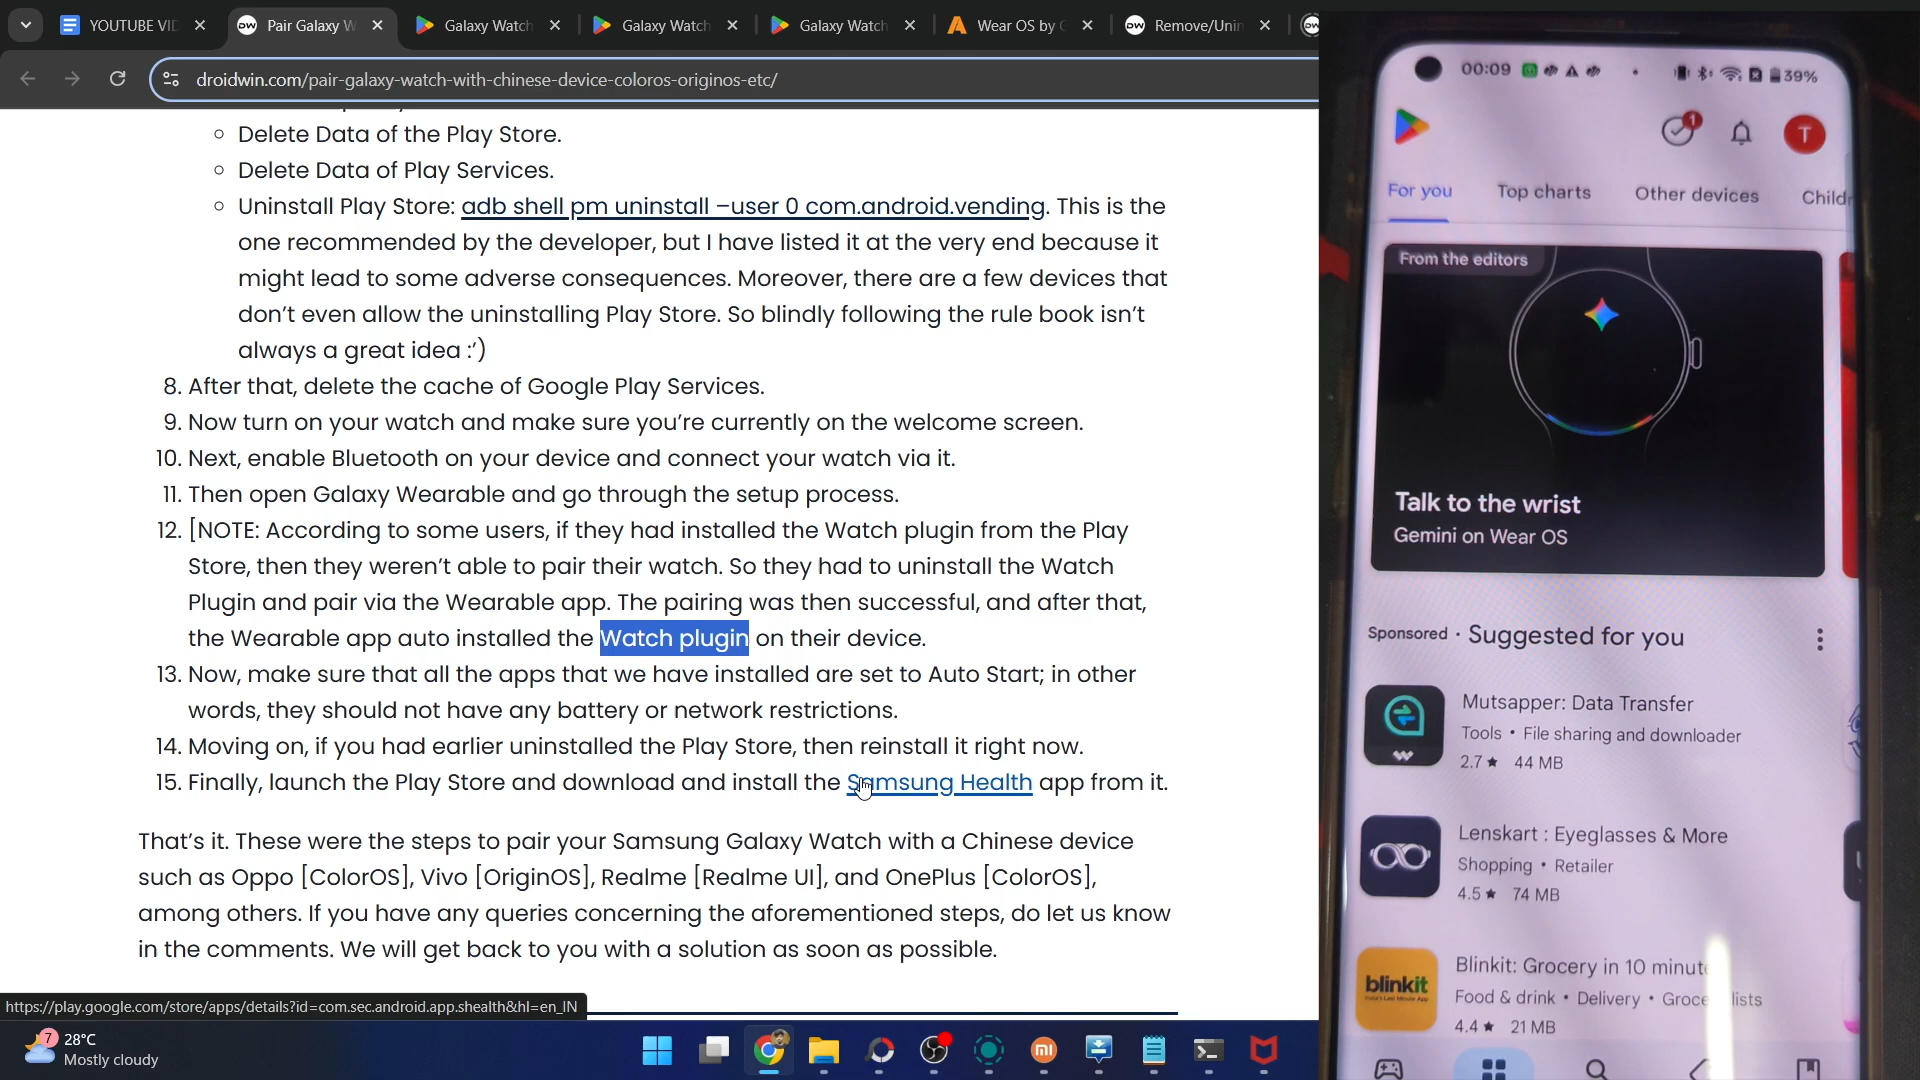 YOUTUBE VID
Pair Galaxy W
Galaxy Watch
Galaxy Watch
Galaxy Watch
Wear OS by G
Remove/Unin
droidwin.com/pair-galaxy-watch-with-chinese-device-coloros-originos-etc/
Delete Data of the Play Store.
Delete Data of Play Services.
Uninstall Play Store: adb shell pm uninstall –user 0 com.android.vending. This is the
one recommended by the developer, but I have listed it at the very end because it
might lead to some adverse consequences. Moreover, there are a few devices that
don't even allow the uninstalling Play Store. So blindly following the rule book isn't
always a great idea :')
8. After that, delete the cache of Google Play Services.
9. Now turn on your watch and make sure you're currently on the welcome screen.
10. Next, enable Bluetooth on your device and connect your watch via it.
11. Then open Galaxy Wearable and go through the setup process.
12. [NOTE: According to some users, if they had installed the Watch plugin from the Play
Store, then they weren't able to pair their watch. So they had to uninstall the Watch
Plugin and pair via the Wearable app. The pairing was then successful, and after that,
the Wearable app auto installed the Watch plugin on their device.
13. Now, make sure that all the apps that we have installed are set to Auto Start; in other
words, they should not have any battery or network restrictions.
14. Moving on, if you had earlier uninstalled the Play Store, then reinstall it right now.
15. Finally, launch the Play Store and download and install the Samsung Health app from it.
That's it. These were the steps to pair your Samsung Galaxy Watch with a Chinese device
such as Oppo [ColorOS], Vivo [OriginOS], Realme [Realme UI], and OnePlus [ColorOS],
among others. If you have any queries concerning the aforementioned steps, do let us know
in the comments. We will get back to you with a solution as soon as possible.
https://play.google.com/store/apps/details?id=com.sec.android.app.shealth&hl=en_IN
7
28°C
Mostly cloudy
00:09
39%
1
T
For you
Top charts
Other devices
Childr
From the editors
Talk to the wrist
Gemini on Wear OS
Sponsored · Suggested for you
Mutsapper: Data Transfer
Tools • File sharing and downloader
2.7 ★ 44 MB
Lenskart : Eyeglasses & More
Shopping • Retailer
4.5 ★ 74 MB
blinkit
Blinkit: Grocery in 10 minut
Food & drink • Delivery • Groce lists
4.4 ★ 21 MB